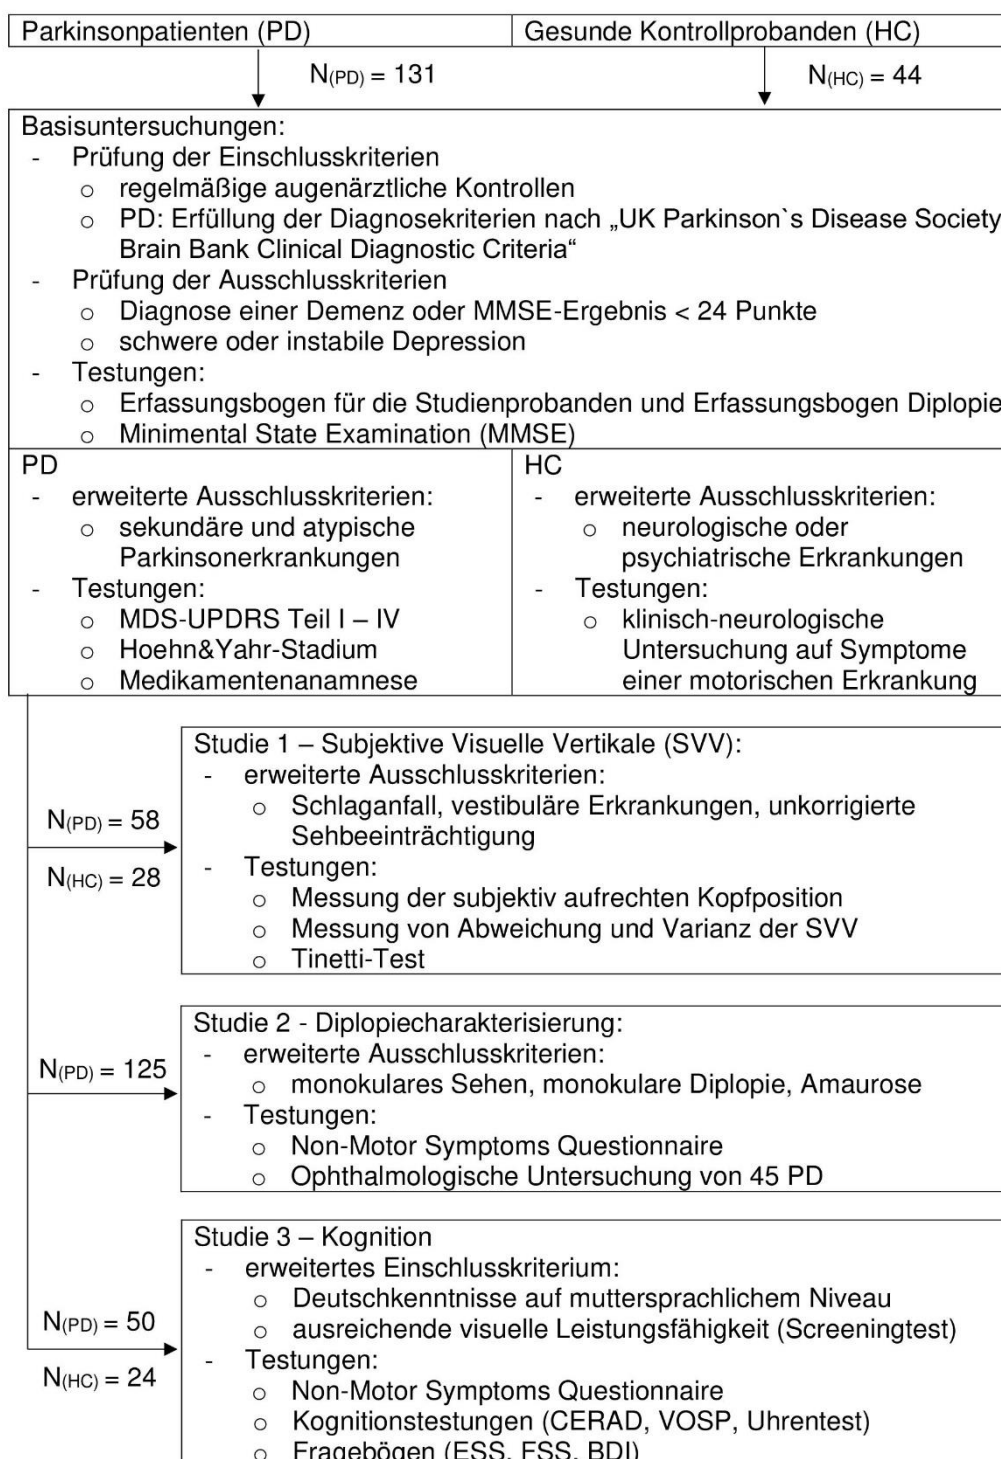 Parkinsonpatienten (PD)
Gesunde Kontrollprobanden (HC)
N(PD) = 131
N(HC) = 44
Basisuntersuchungen:
- Prüfung der Einschlusskriterien
o regelmäßige augenärztliche Kontrollen
o PD: Erfüllung der Diagnosekriterien nach „UK Parkinson`s Disease Society
Brain Bank Clinical Diagnostic Criteria“
- Prüfung der Ausschlusskriterien
o Diagnose einer Demenz oder MMSE-Ergebnis < 24 Punkte
o schwere oder instabile Depression
- Testungen:
o Erfassungsbogen für die Studienprobanden und Erfassungsbogen Diplopie
o Minimental State Examination (MMSE)
PD
- erweiterte Ausschlusskriterien:
o sekundäre und atypische
Parkinsonerkrankungen
- Testungen:
o MDS-UPDRS Teil I – IV
o Hoehn&Yahr-Stadium
o Medikamentenanamnese
HC
- erweiterte Ausschlusskriterien:
o neurologische oder
psychiatrische Erkrankungen
- Testungen:
o klinisch-neurologische
Untersuchung auf Symptome
einer motorischen Erkrankung
N(PD) = 58
N(HC) = 28
Studie 1 – Subjektive Visuelle Vertikale (SVV):
- erweiterte Ausschlusskriterien:
o Schlaganfall, vestibuläre Erkrankungen, unkorrigierte
Sehbeeinträchtigung
- Testungen:
o Messung der subjektiv aufrechten Kopfposition
o Messung von Abweichung und Varianz der SVV
o Tinetti-Test
N(PD) = 125
Studie 2 - Diplopiecharakterisierung:
- erweiterte Ausschlusskriterien:
o monokulares Sehen, monokulare Diplopie, Amaurose
- Testungen:
o Non-Motor Symptoms Questionnaire
o Ophthalmologische Untersuchung von 45 PD
N(PD) = 50
N(HC) = 24
Studie 3 – Kognition
- erweitertes Einschlusskriterium:
o Deutschkenntnisse auf muttersprachlichem Niveau
o ausreichende visuelle Leistungsfähigkeit (Screeningtest)
- Testungen:
o Non-Motor Symptoms Questionnaire
o Kognitionstestungen (CERAD, VOSP, Uhrentest)
o Fragebögen (ESS, FSS, BDI)